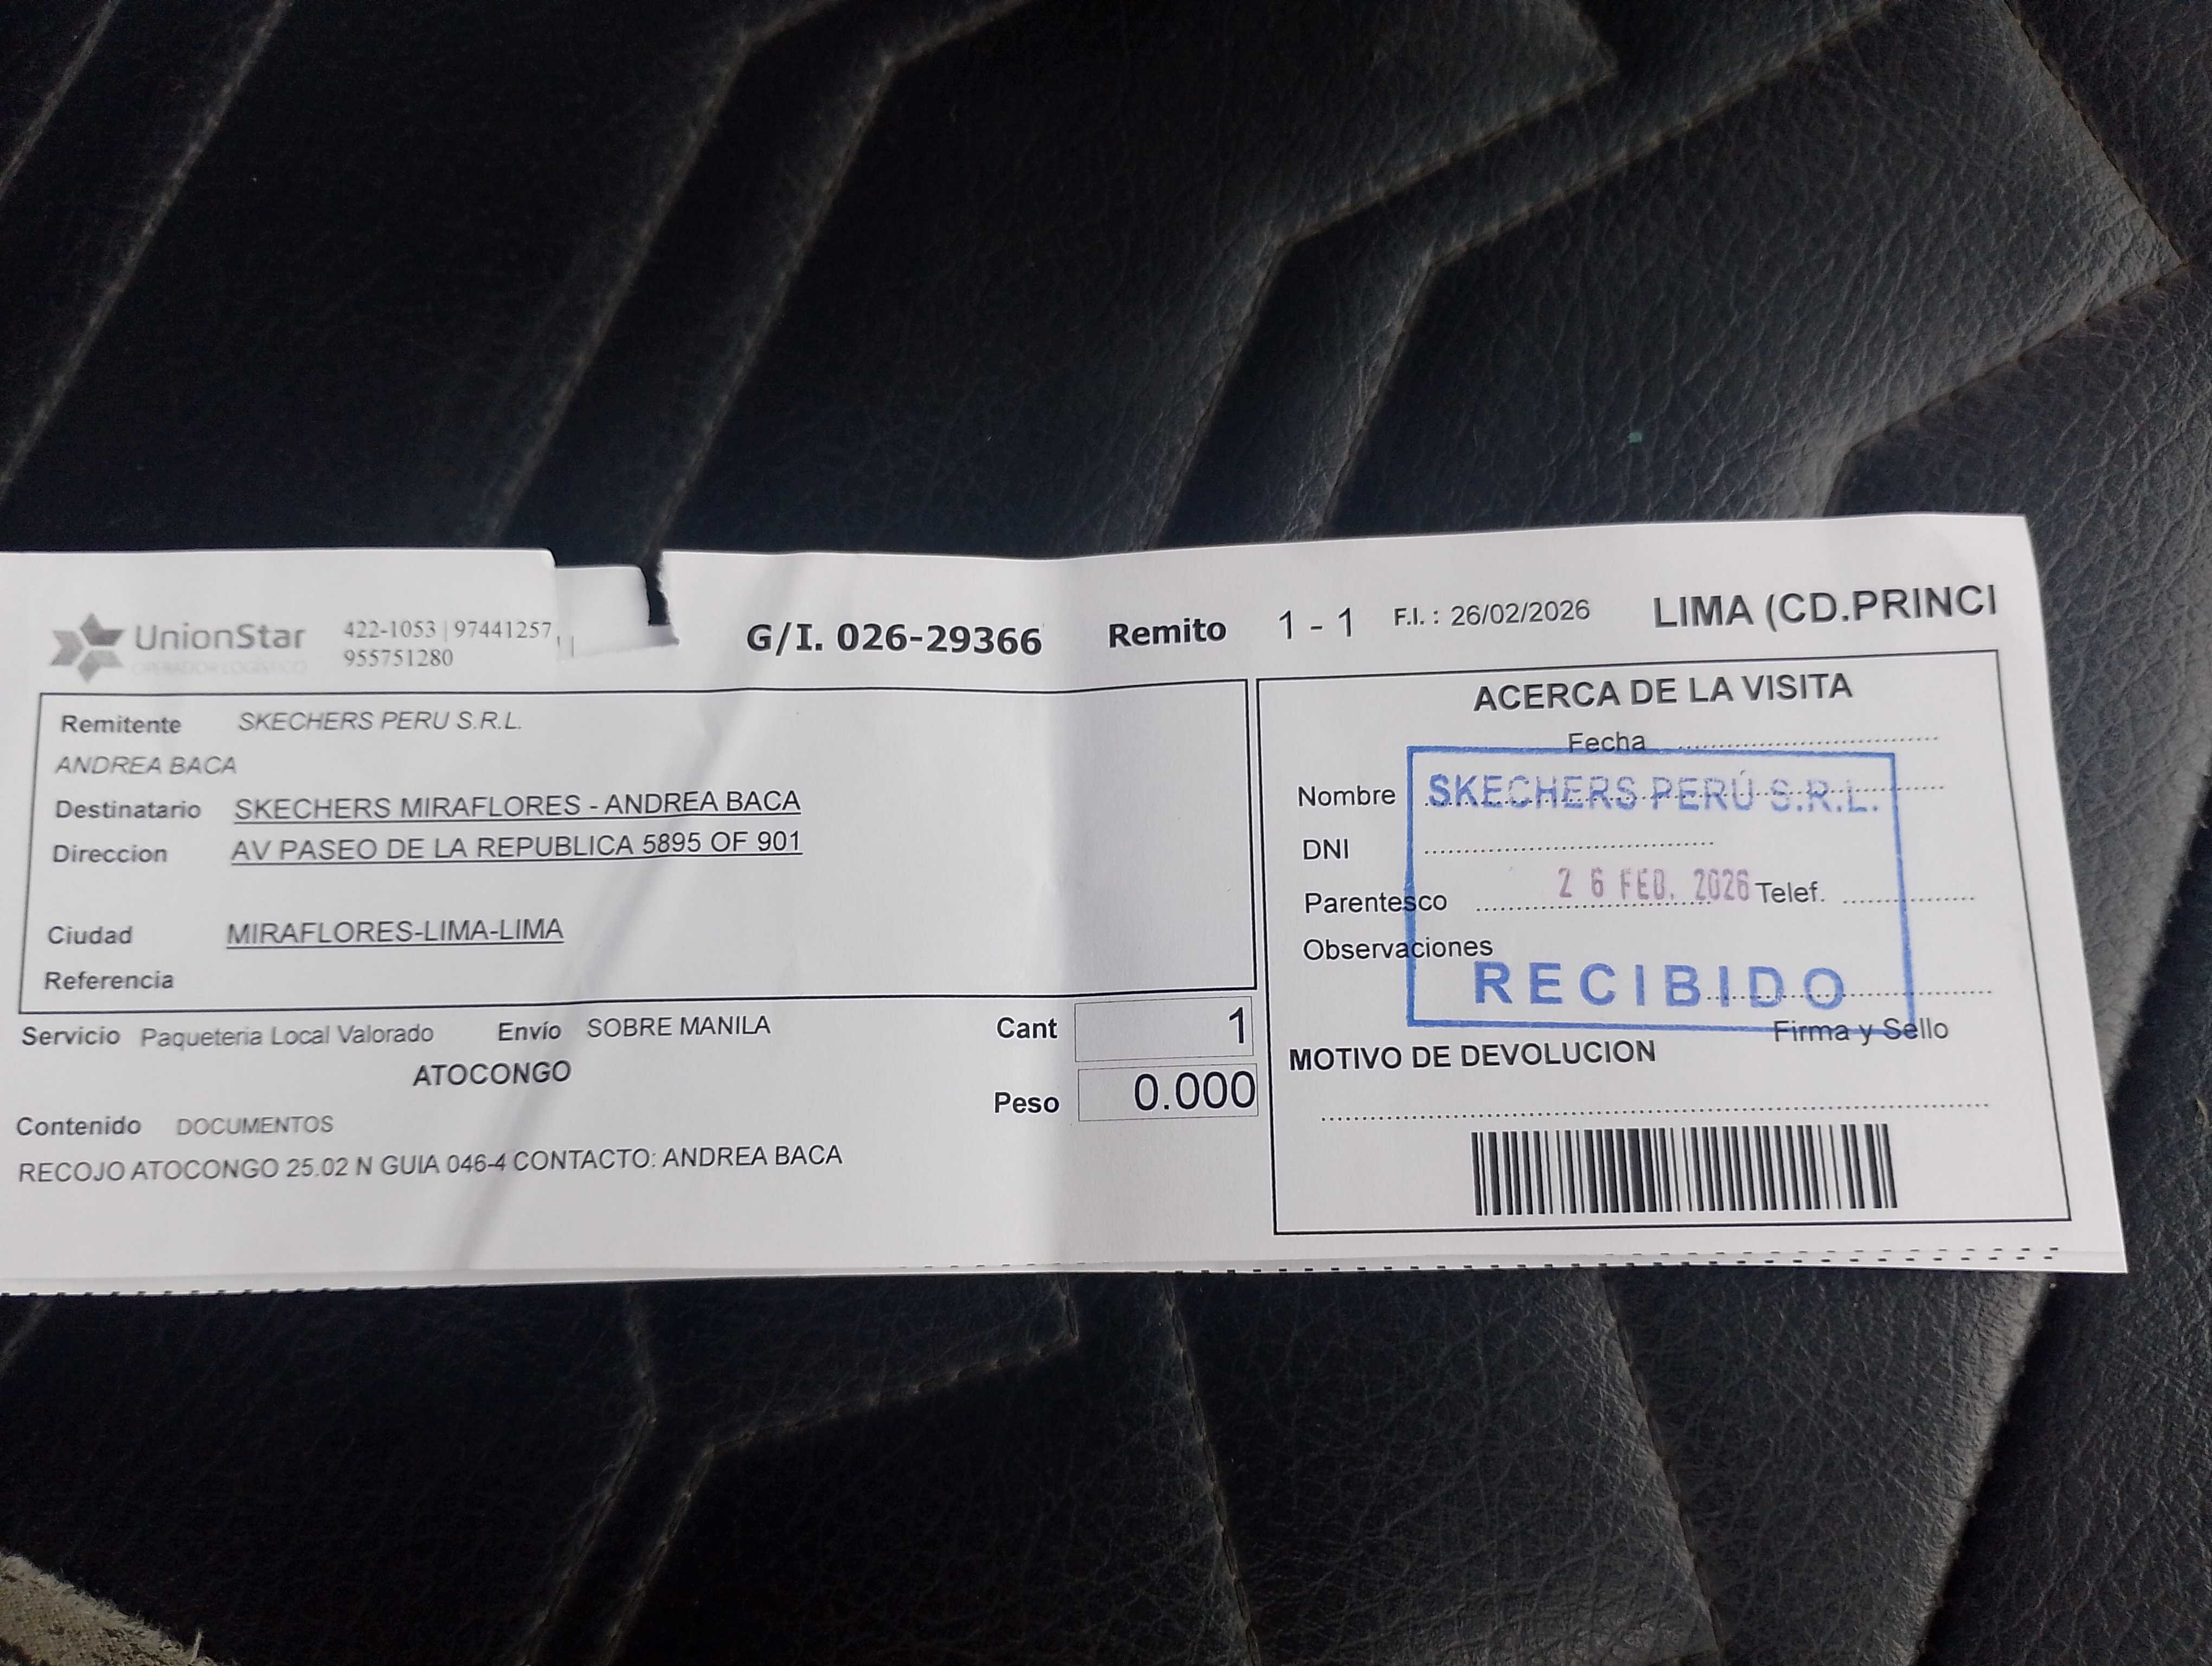 UnionStar
OPERADOR LOGISTICO
422-1053 | 97441257
955751280
G/I. 026-29366 Remito 1 - 1 F.I. : 26/02/2026 LIMA (CD.PRINCI
Remitente SKECHERS PERU S.R.L.
ANDREA BACA
Destinatario SKECHERS MIRAFLORES - ANDREA BACA
Direccion AV PASEO DE LA REPUBLICA 5895 OF 901
Ciudad MIRAFLORES-LIMA-LIMA
Referencia
Servicio Paqueteria Local Valorado Envío SOBRE MANILA Cant 1
ATOCONGO
Peso 0.000
Contenido DOCUMENTOS
RECOJO ATOCONGO 25.02 N GUIA 046-4 CONTACTO: ANDREA BACA
ACERCA DE LA VISITA
Fecha
Nombre
SKECHERS PERÚ S.R.L.
DNI
Parentesco 26 FEB. 2026 Telef.
Observaciones
RECIBIDO
Firma y Sello
MOTIVO DE DEVOLUCION